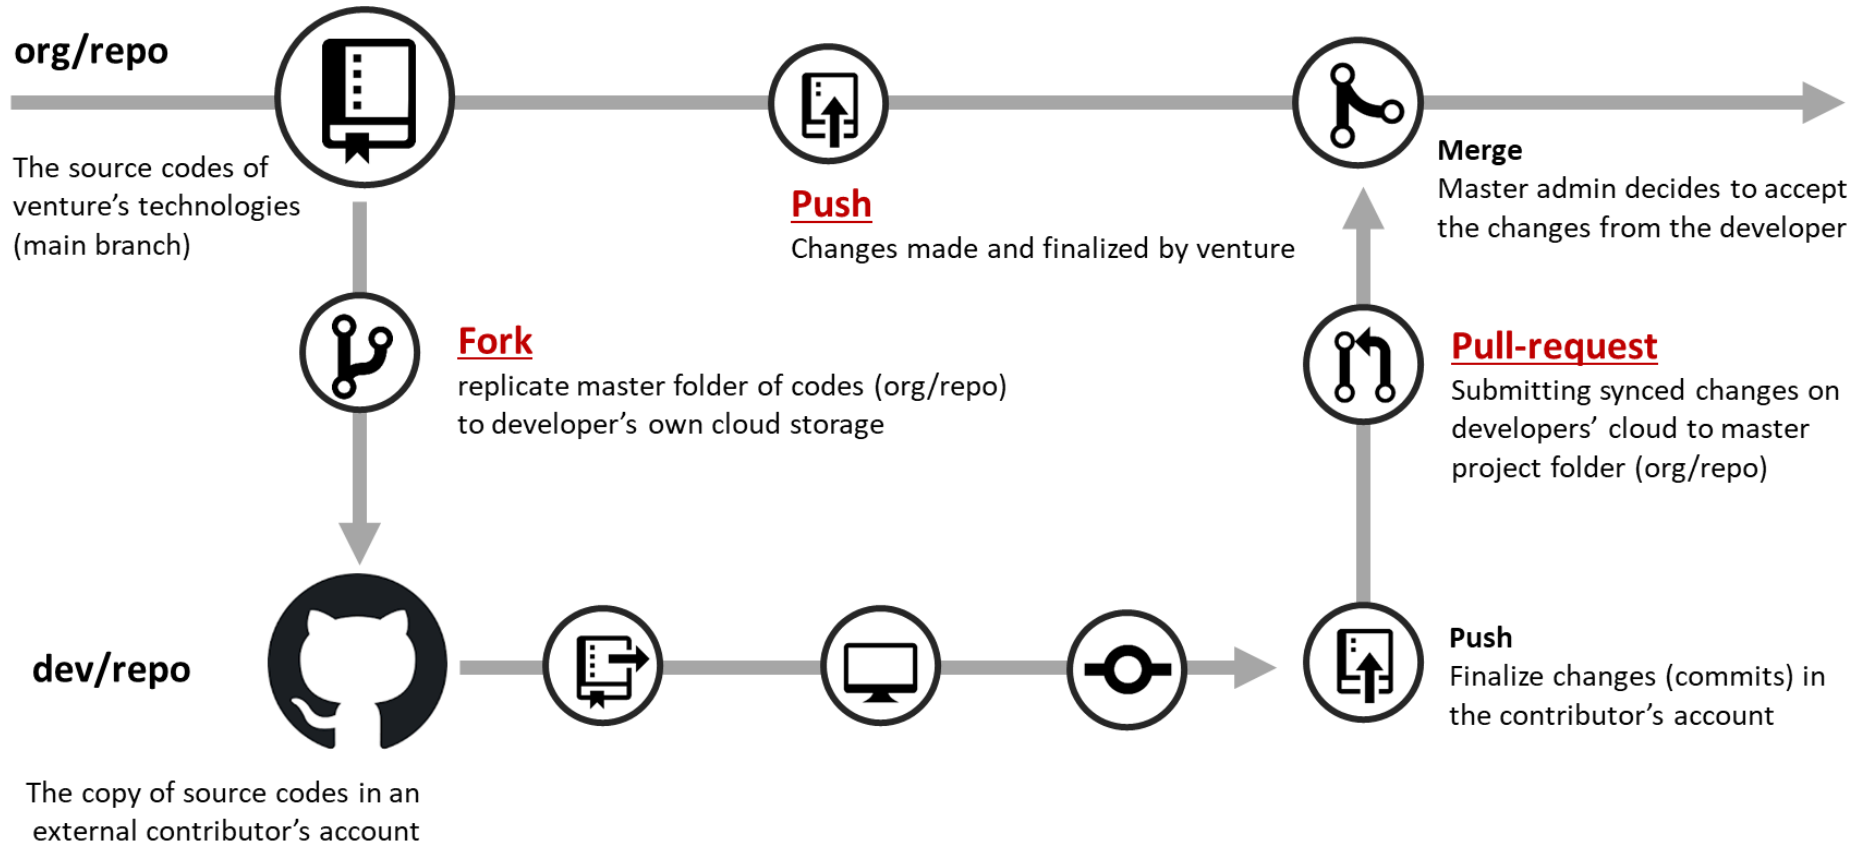 org/repo
The source codes of
venture's technologies
(main branch)
Push
Changes made and finalized by venture
Merge
Master admin decides to accept
the changes from the developer
Fork
replicate master folder of codes (org/repo)
to developer's own cloud storage
Pull-request
Submitting synced changes on
developers' cloud to master
project folder (org/repo)
dev/repo
The copy of source codes in an
external contributor's account
Push
Finalize changes (commits) in
the contributor's account